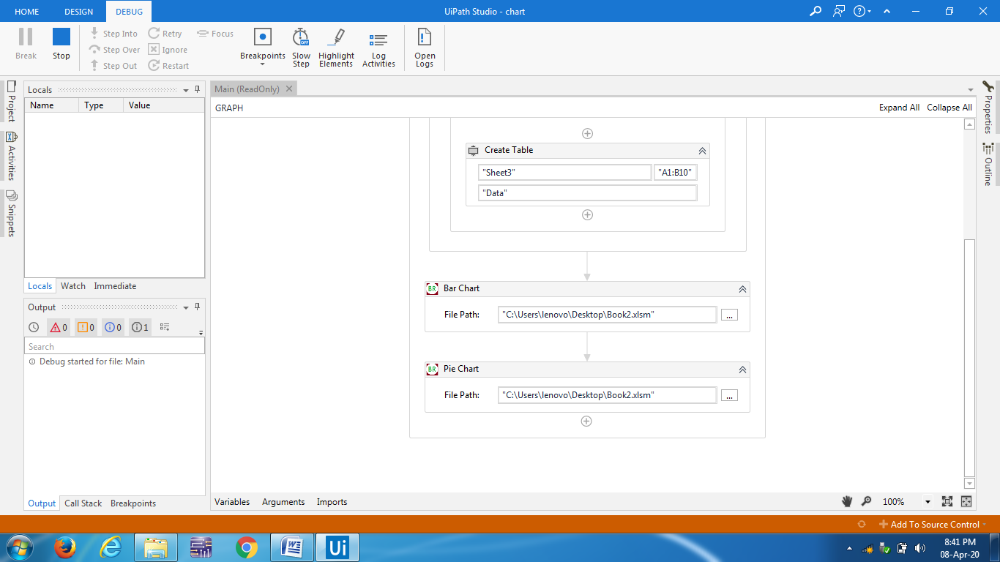 HOME DESIGN DEBUG UiPath Studio - chart
Break
Stop
Step Into
Step Over
Step Out
Retry
Ignore
Restart
Focus
Breakpoints
Slow
Step
OFF
Highlight
Elements
Log
Activities
Open
Logs
Project
Activities
Snippets
Locals
Name Type Value
Locals Watch Immediate
Output
0 0 0 1
Search
Debug started for file: Main
Output Call Stack Breakpoints
Main (ReadOnly)
GRAPH Expand All Collapse All
Create Table
"Sheet3" "A1:B10"
"Data"
BR Bar Chart
File Path: "C:\Users\lenovo\Desktop\Book2.xlsm" ...
BR Pie Chart
File Path: "C:\Users\lenovo\Desktop\Book2.xlsm" ...
Variables Arguments Imports 100%
Properties
Outline
Add To Source Control
W
Ui
8:41 PM
08-Apr-20